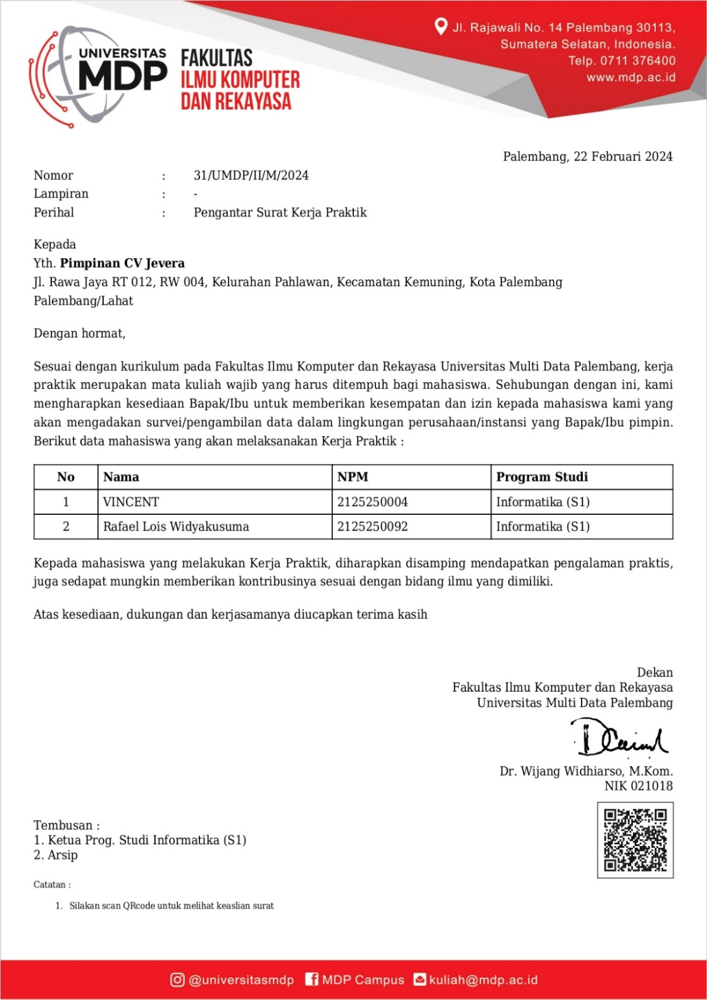 UNIVERSITAS
MDP
FAKULTAS
ILMU KOMPUTER
DAN REKAYASA
Jl. Rajawali No. 14 Palembang 30113,
Sumatera Selatan, Indonesia.
Telp. 0711 376400
www.mdp.ac.id
Palembang, 22 Februari 2024
Nomor : 31/UMDP/II/M/2024
Lampiran : -
Perihal : Pengantar Surat Kerja Praktik
Kepada
Yth. Pimpinan CV Jevera
Jl. Rawa Jaya RT 012, RW 004, Kelurahan Pahlawan, Kecamatan Kemuning, Kota Palembang
Palembang/Lahat
Dengan hormat,
Sesuai dengan kurikulum pada Fakultas Ilmu Komputer dan Rekayasa Universitas Multi Data Palembang, kerja
praktik merupakan mata kuliah wajib yang harus ditempuh bagi mahasiswa. Sehubungan dengan ini, kami
mengharapkan kesediaan Bapak/Ibu untuk memberikan kesempatan dan izin kepada mahasiswa kami yang
akan mengadakan survei/pengambilan data dalam lingkungan perusahaan/instansi yang Bapak/Ibu pimpin.
Berikut data mahasiswa yang akan melaksanakan Kerja Praktik :
No Nama NPM Program Studi
1 VINCENT 2125250004 Informatika (S1)
2 Rafael Lois Widyakusuma 2125250092 Informatika (S1)
Kepada mahasiswa yang melakukan Kerja Praktik, diharapkan disamping mendapatkan pengalaman praktis,
juga sedapat mungkin memberikan kontribusinya sesuai dengan bidang ilmu yang dimiliki.
Atas kesediaan, dukungan dan kerjasamanya diucapkan terima kasih
Dekan
Fakultas Ilmu Komputer dan Rekayasa
Universitas Multi Data Palembang
Dr. Wijang Widhiarso, M.Kom.
NIK 021018
Tembusan :
1. Ketua Prog. Studi Informatika (S1)
2. Arsip
Catatan :
1. Silakan scan QRcode untuk melihat keaslian surat
@universitasmdp MDP Campus kuliah@mdp.ac.id